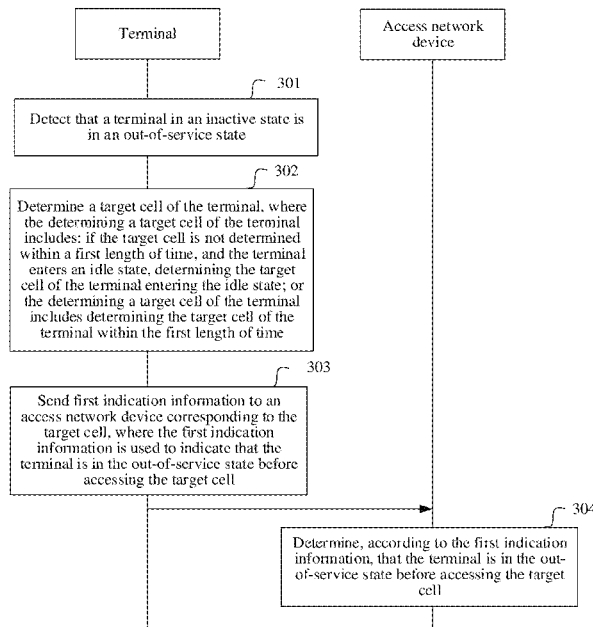 Terminal
Access network
device
301
Detect that a terminal in an inactive state is
in an out-of-service state
302
Determine a target cell of the terminal, where
the determining a target cell of the terminal
includes: if the target cell is not determined
within a first length of time, and the terminal
enters an idle state, determining the target
cell of the terminal entering the idle state; or
the determining a target cell of the terminal
includes determining the target cell of the
terminal within the first length of time
303
Send first indication information to an
access network device corresponding to the
target cell, where the first indication
information is used to indicate that the
terminal is in the out-of-service state before
accessing the target cell
304
Determine, according to the first indication
information, that the terminal is in the out-
of-service state before accessing the target
cell